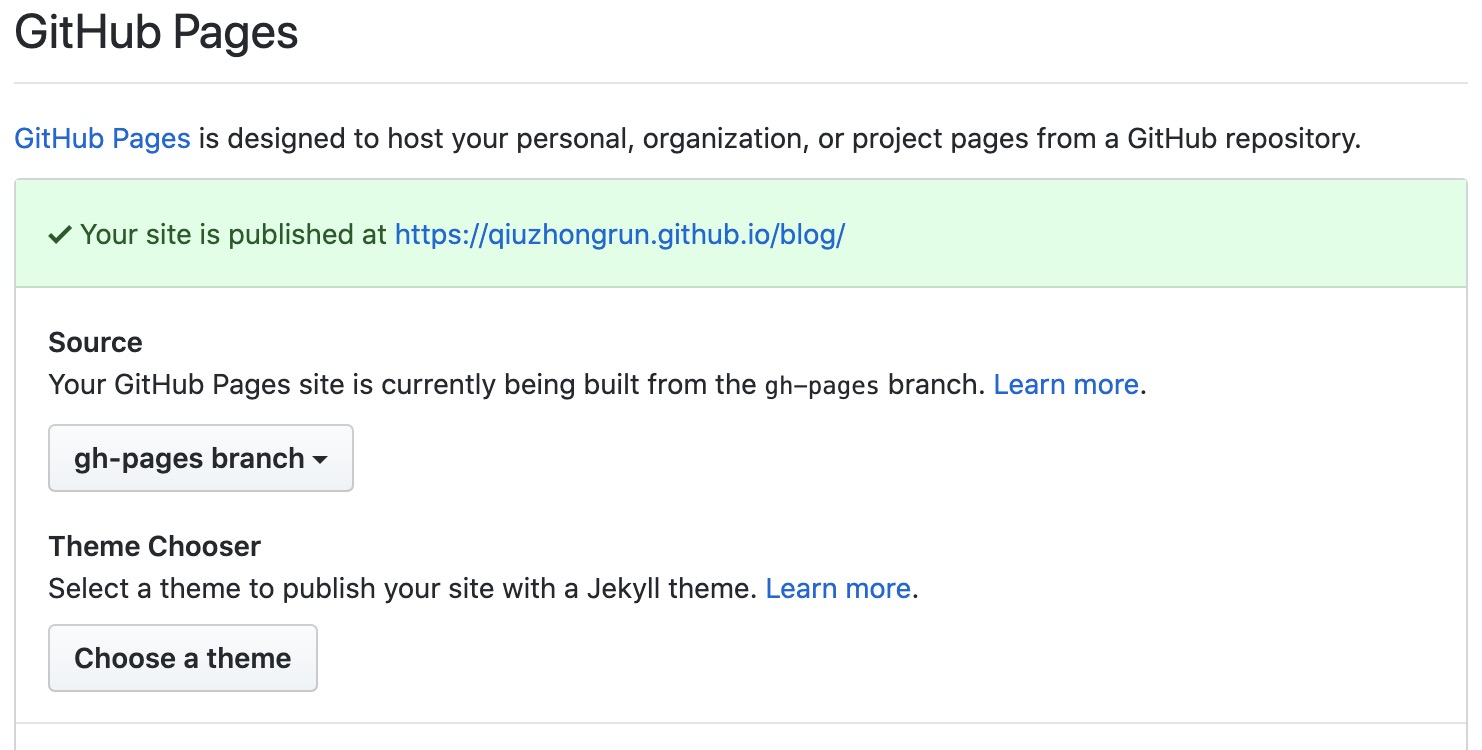 GitHub Pages
GitHub Pages is designed to host your personal, organization, or project pages from a GitHub repository.
Your site is published at https://qiuzhongrun.github.io/blog/
Source
Your GitHub Pages site is currently being built from the gh-pages branch. Learn more.
gh-pages branch
Theme Chooser
Select a theme to publish your site with a Jekyll theme. Learn more.
Choose a theme